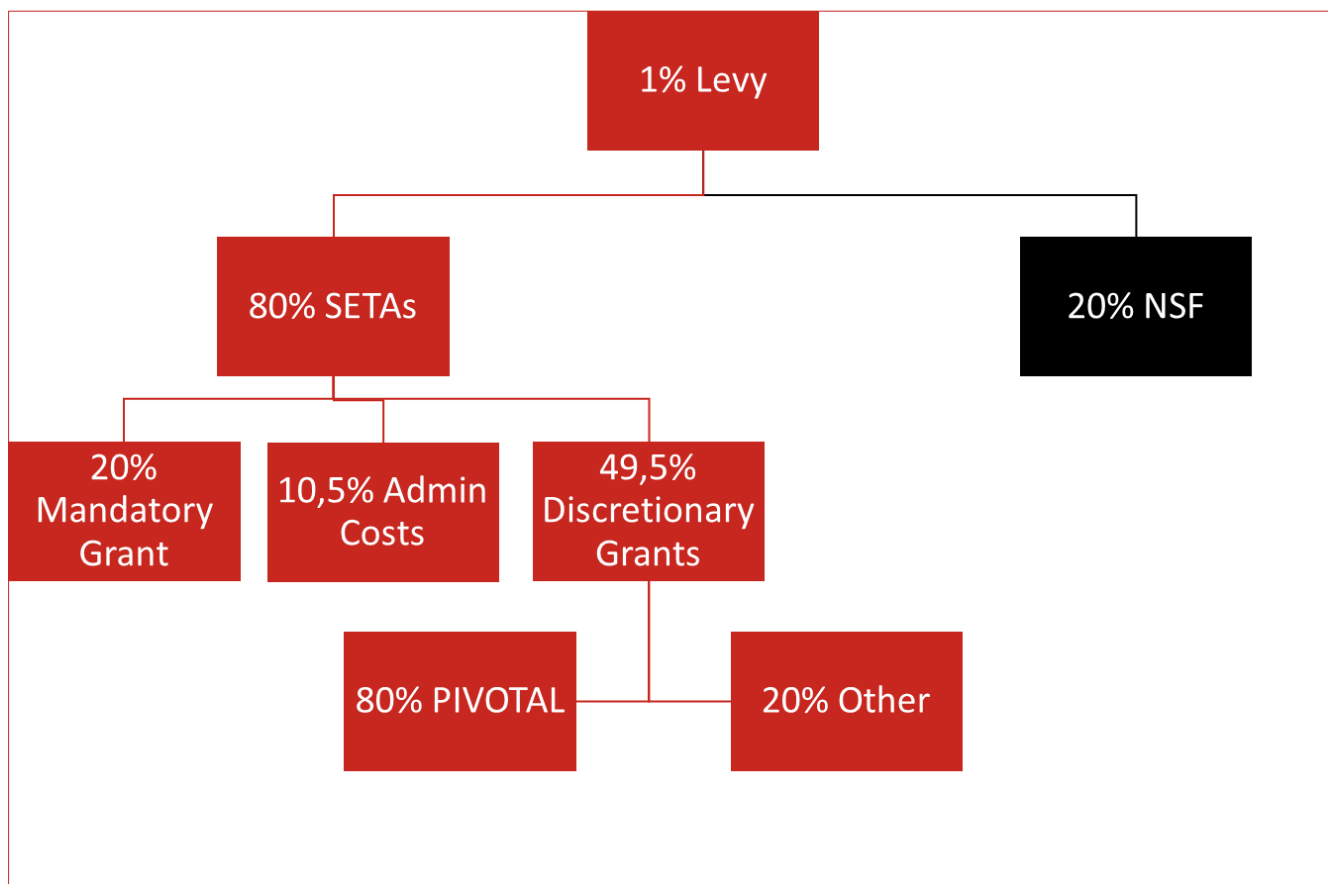 1% Levy
80% SETAs
20% NSF
20%
Mandatory
Grant
10,5% Admin
Costs
49,5%
Discretionary
Grants
80% PIVOTAL
20% Other